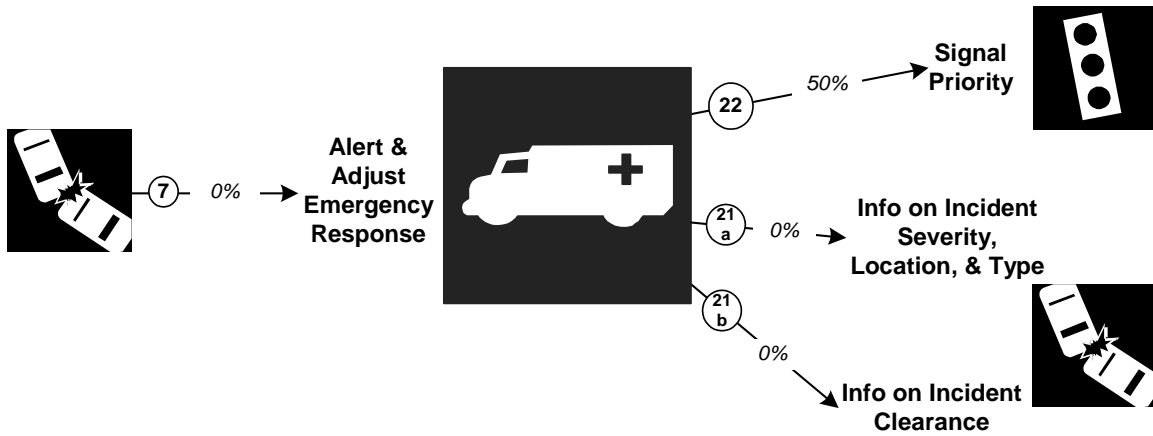 7
0%
Alert &
Adjust
Emergency
Response
22
50%
Signal
Priority
21
a
0%
Info on Incident
Severity,
Location, & Type
21
b
0%
Info on Incident
Clearance